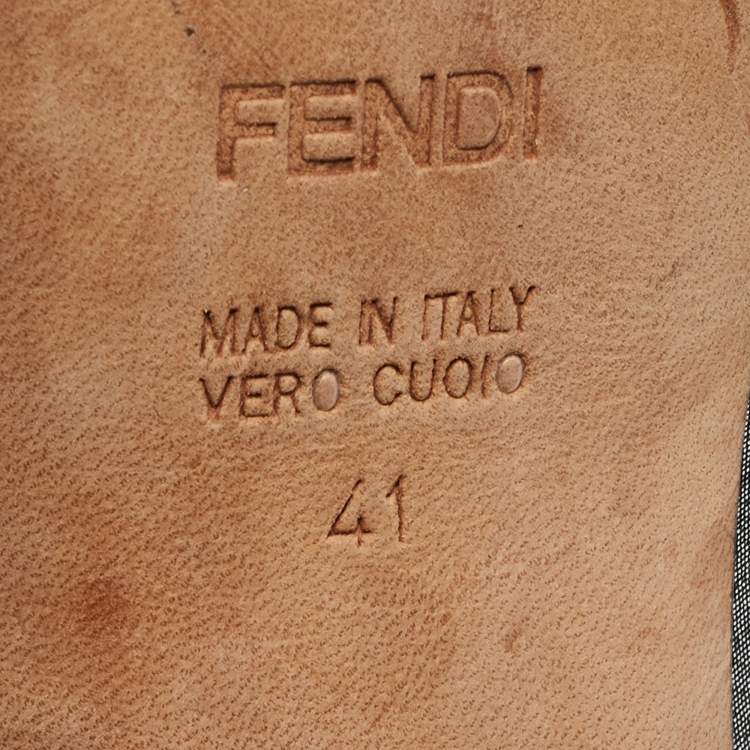 FENDI
MADE IN ITALY
VERO CUOIO
41